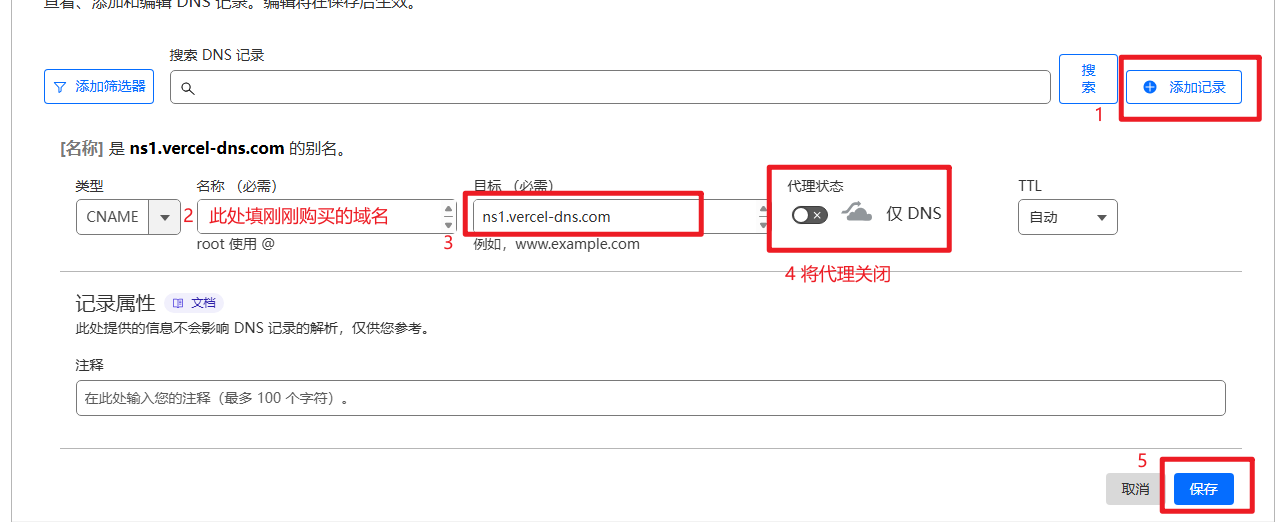 查看、添加和编辑 DNS 记录。编辑将在保存后生效。
搜索 DNS 记录
添加筛选器
搜
索
添加记录
1
[名称] 是 ns1.vercel-dns.com 的别名。
类型
名称 （必需）
目标 （必需）
代理状态
TTL
CNAME
2
此处填刚刚购买的域名
ns1.vercel-dns.com
仅 DNS
自动
root 使用 @
3
例如，www.example.com
4 将代理关闭
记录属性
文档
此处提供的信息不会影响 DNS 记录的解析，仅供您参考。
注释
在此处输入您的注释（最多 100 个字符）。
5
取消
保存